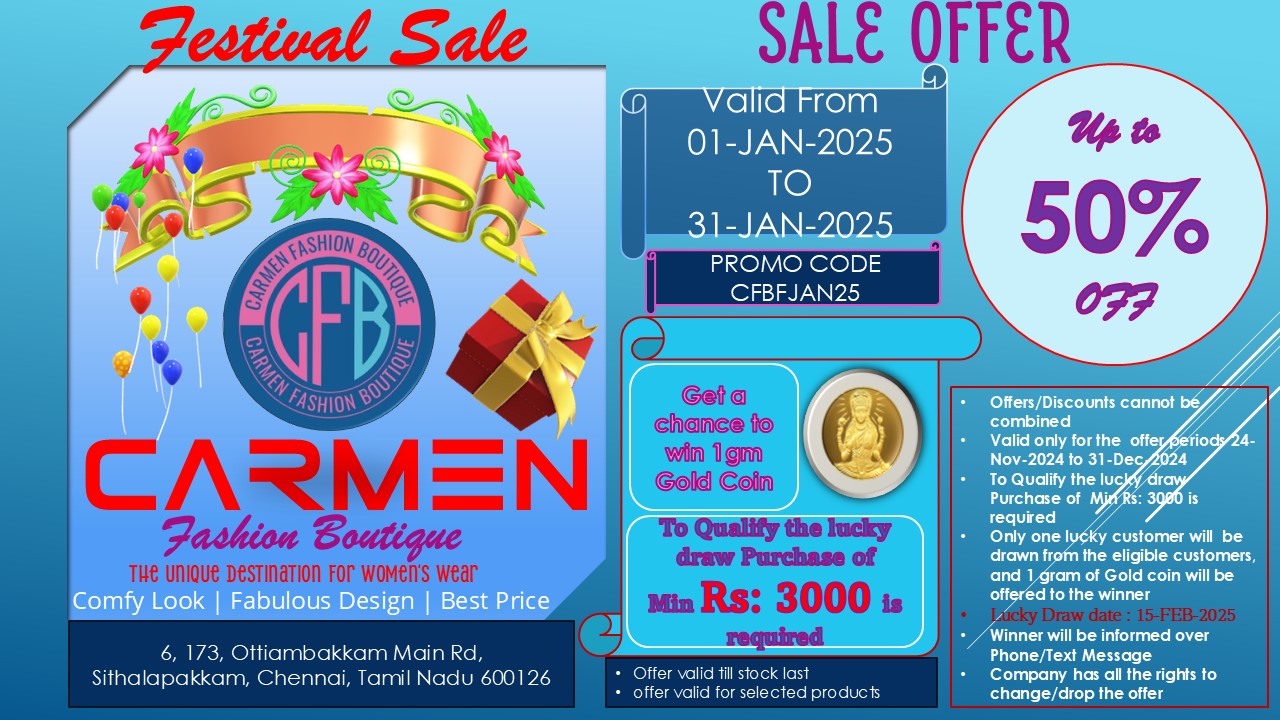 Festival Sale
SALE OFFER
CARMEN FASHION BOUTIQUE
CFB
CARMEN FASHION BOUTIQUE
CARMEN
Fashion Boutique
The Unique Destination For Women's Wear
Comfy Look | Fabulous Design | Best Price
6, 173, Ottiambakkam Main Rd,
Sithalapakkam, Chennai, Tamil Nadu 600126
Valid From
01-JAN-2025
TO
31-JAN-2025
PROMO CODE
CFBFJAN25
Up to
50%
OFF
Get a
chance to
win 1gm
Gold Coin
To Qualify the lucky
draw Purchase of
Min Rs: 3000 is
required
• Offer valid till stock last
• offer valid for selected products
• Offers/Discounts cannot be
combined
• Valid only for the offer periods 24-
Nov-2024 to 31-Dec-2024
• To Qualify the lucky draw
Purchase of Min Rs: 3000 is
required
• Only one lucky customer will be
drawn from the eligible customers,
and 1 gram of Gold coin will be
offered to the winner
• Lucky Draw date : 15-FEB-2025
• Winner will be informed over
Phone/Text Message
• Company has all the rights to
change/drop the offer